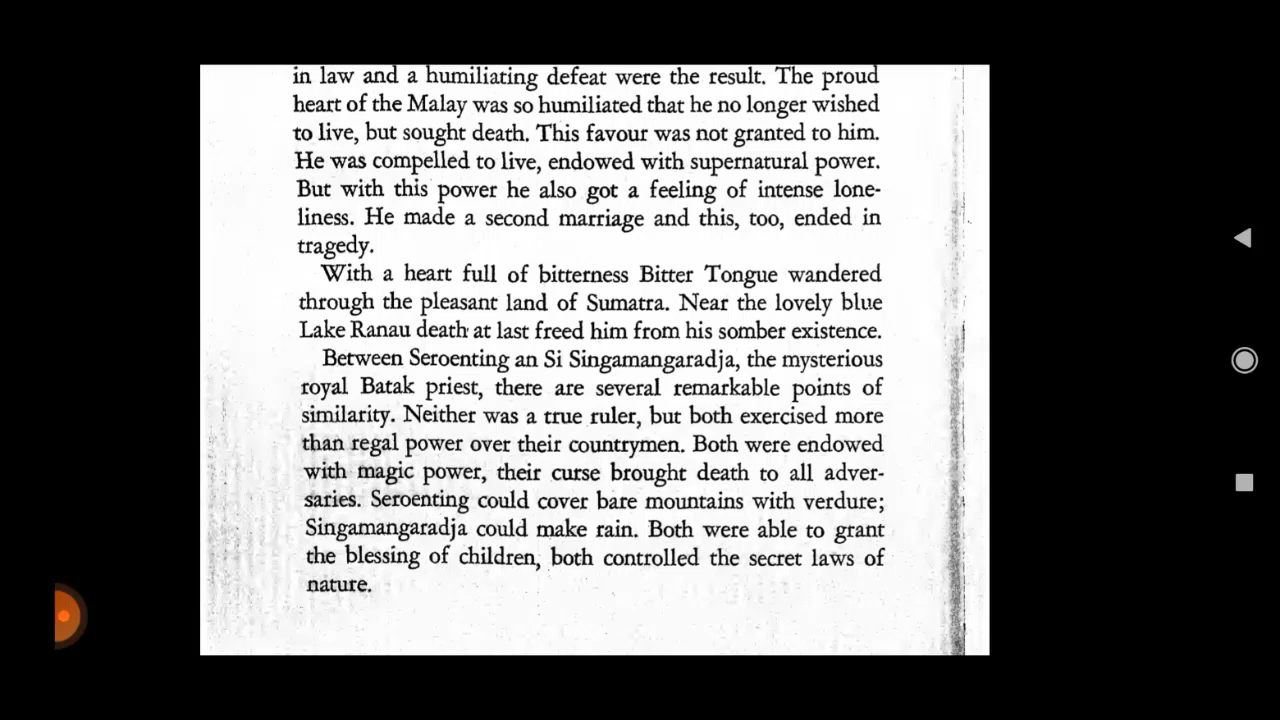 in law and a humiliating defeat were the result. The proud
heart of the Malay was so humiliated that he no longer wished
to live, but sought death. This favour was not granted to him.
He was compelled to live, endowed with supernatural power.
But with this power he also got a feeling of intense lone-
liness. He made a second marriage and this, too, ended in
tragedy.
With a heart full of bitterness Bitter Tongue wandered
through the pleasant land of Sumatra. Near the lovely blue
Lake Ranau death at last freed him from his somber existence.
Between Seroenting an Si Singamangaradja, the mysterious
royal Batak priest, there are several remarkable points of
similarity. Neither was a true ruler, but both exercised more
than regal power over their countrymen. Both were endowed
with magic power, their curse brought death to all adver-
saries. Seroenting could cover bare mountains with verdure;
Singamangaradja could make rain. Both were able to grant
the blessing of children, both controlled the secret laws of
nature.